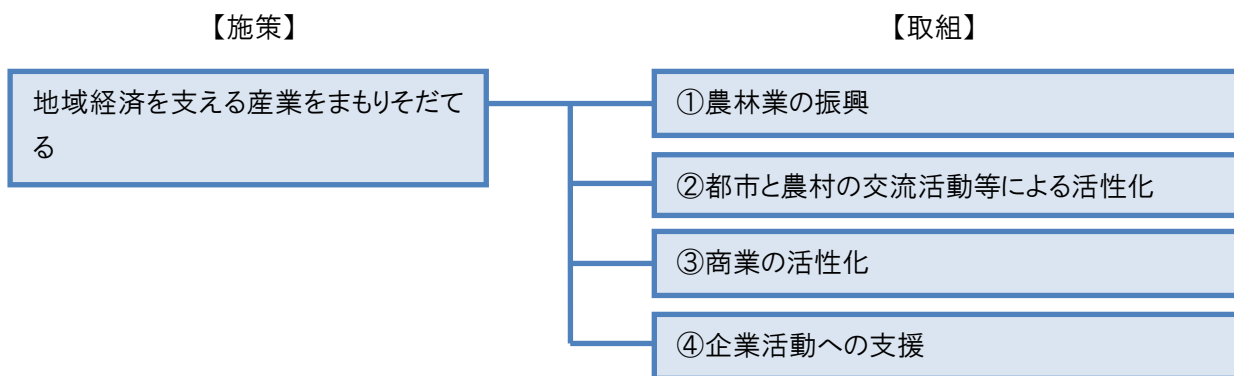 【施策】
【取組】
地域経済を支える産業をまもりそだて
る
①農林業の振興
②都市と農村の交流活動等による活性化
③商業の活性化
④企業活動への支援